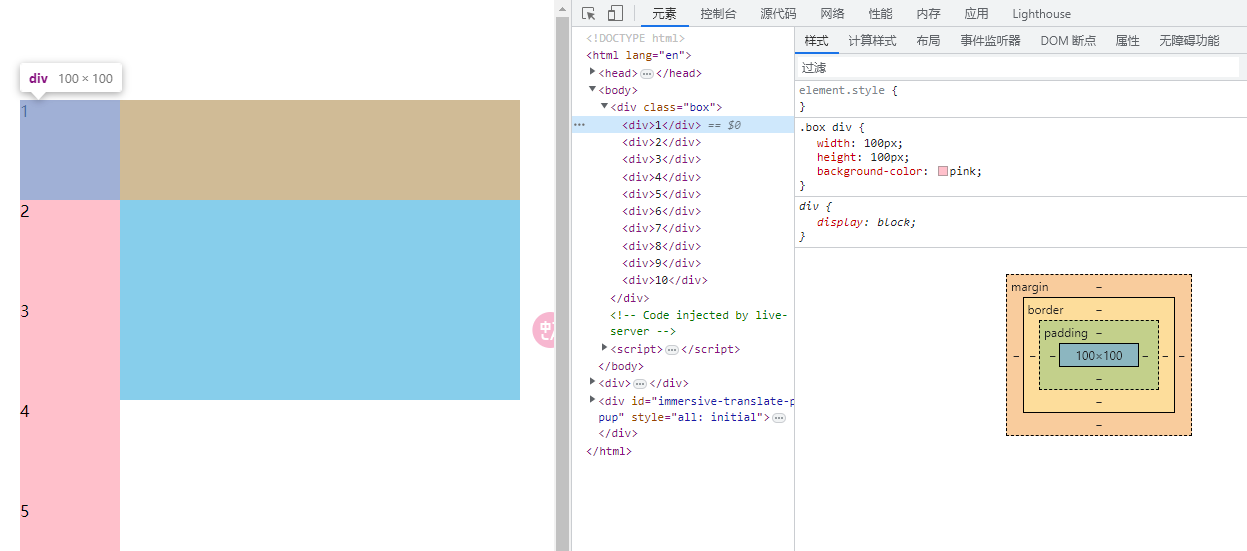 div 100 × 100
1
2
3
4
5
中
元素 控制台 源代码 网络 性能 内存 应用 Lighthouse
<!DOCTYPE html>
<html lang="en">
<head>…</head>
<body>
<div class="box">
<div>1</div> == $0
<div>2</div>
<div>3</div>
<div>4</div>
<div>5</div>
<div>6</div>
<div>7</div>
<div>8</div>
<div>9</div>
<div>10</div>
</div>
<!-- Code injected by live-
server -->
<script>…</script>
</body>
<div>…</div>
<div id="immersive-translate-p
pup" style="all: initial">…
</div>
</html>
样式 计算样式 布局 事件监听器 DOM 断点 属性 无障碍功能
过滤
element.style {
}
.box div {
width: 100px;
height: 100px;
background-color: pink;
}
div {
display: block;
}
margin –
border –
padding –
– – – 100×100 – – –
–
–
–